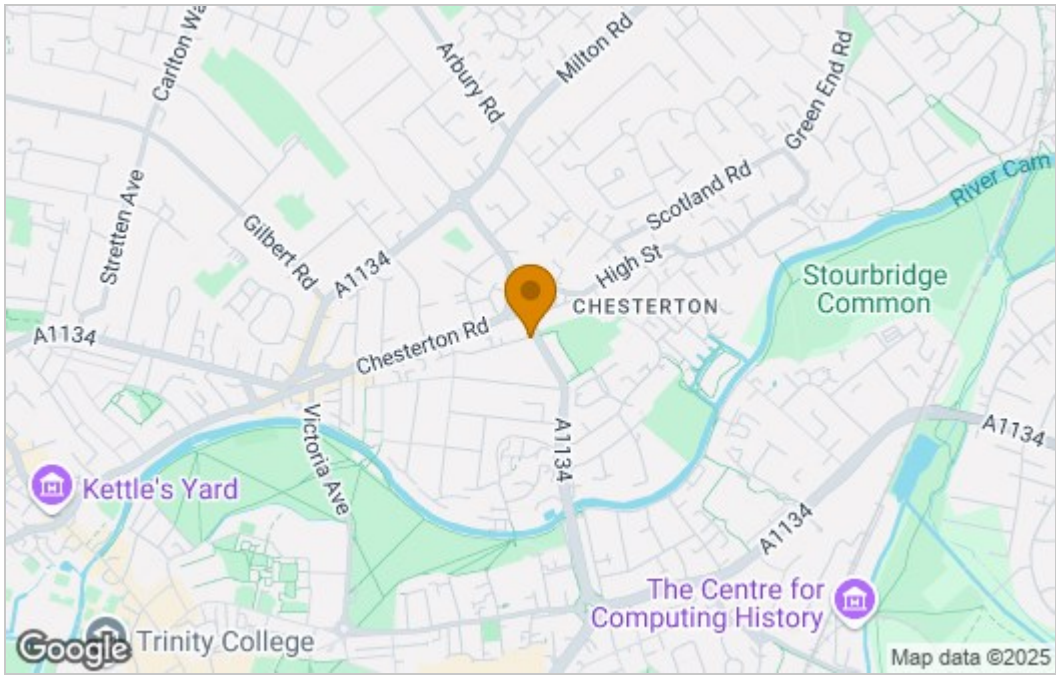 Carlton Wa
Arbury Rd
Milton Rd
Green End Rd
Stretten Ave
Gilbert Rd
A1134
Scotland Rd
High St
River Cam
Stourbridge
Common
CHESTERTON
A1134
Chesterton Rd
Victoria Ave
A1134
A1134
Kettle's Yard
A1134
The Centre for
Computing History
Trinity College
Google
Map data ©2025